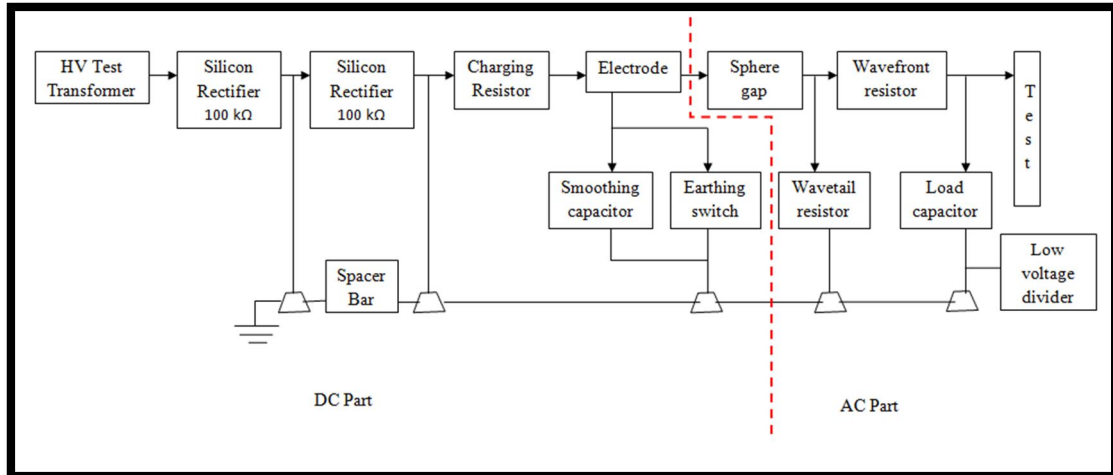 HV Test
Transformer
Silicon
Rectifier
100 kΩ
Silicon
Rectifier
100 kΩ
Charging
Resistor
Electrode
Sphere
gap
Wavefront
resistor
Test
Smoothing
capacitor
Earthing
switch
Wavetail
resistor
Load
capacitor
Spacer
Bar
Low
voltage
divider
DC Part
AC Part